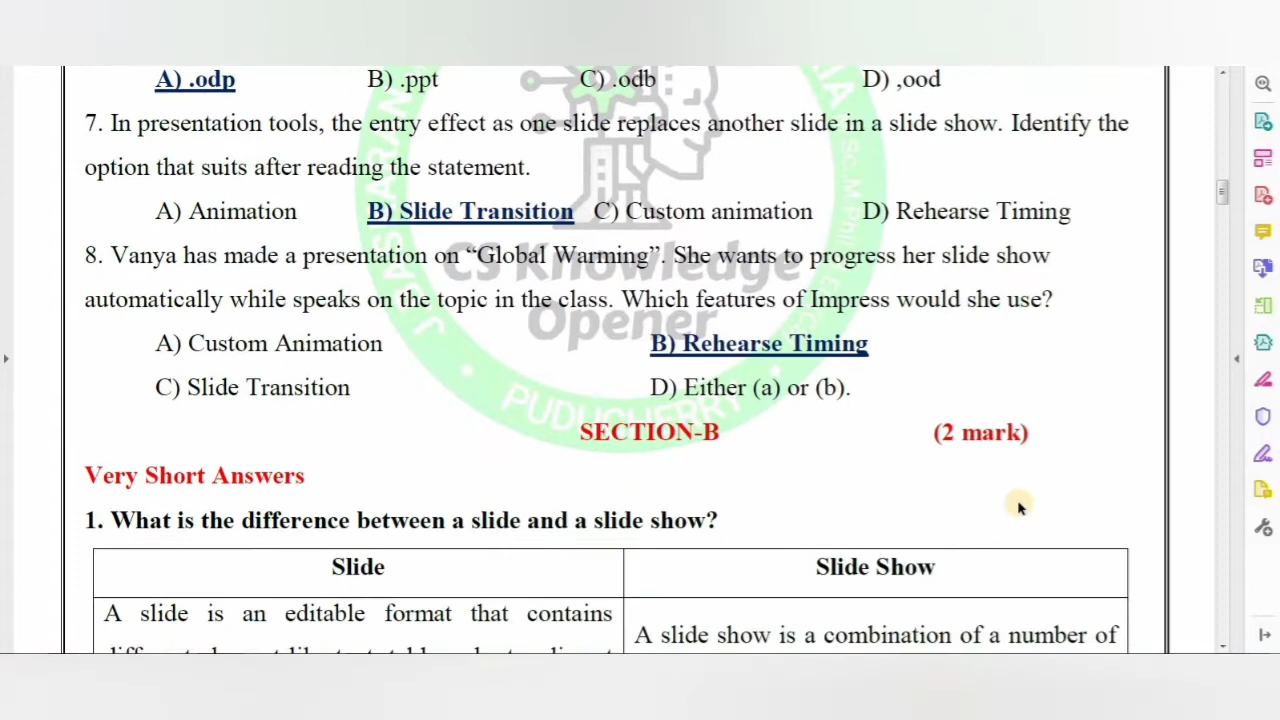 A) .odp B) .ppt C) .odb D) ,ood
7. In presentation tools, the entry effect as one slide replaces another slide in a slide show. Identify the
option that suits after reading the statement.
A) Animation B) Slide Transition C) Custom animation D) Rehearse Timing
8. Vanya has made a presentation on “Global Warming”. She wants to progress her slide show
automatically while speaks on the topic in the class. Which features of Impress would she use?
A) Custom Animation B) Rehearse Timing
C) Slide Transition D) Either (a) or (b).
CS Knowledge
Opener
PUDUCHERRY
SECTION-B (2 mark)
Very Short Answers
1. What is the difference between a slide and a slide show?
Slide Slide Show
A slide is an editable format that contains
A slide show is a combination of a number of